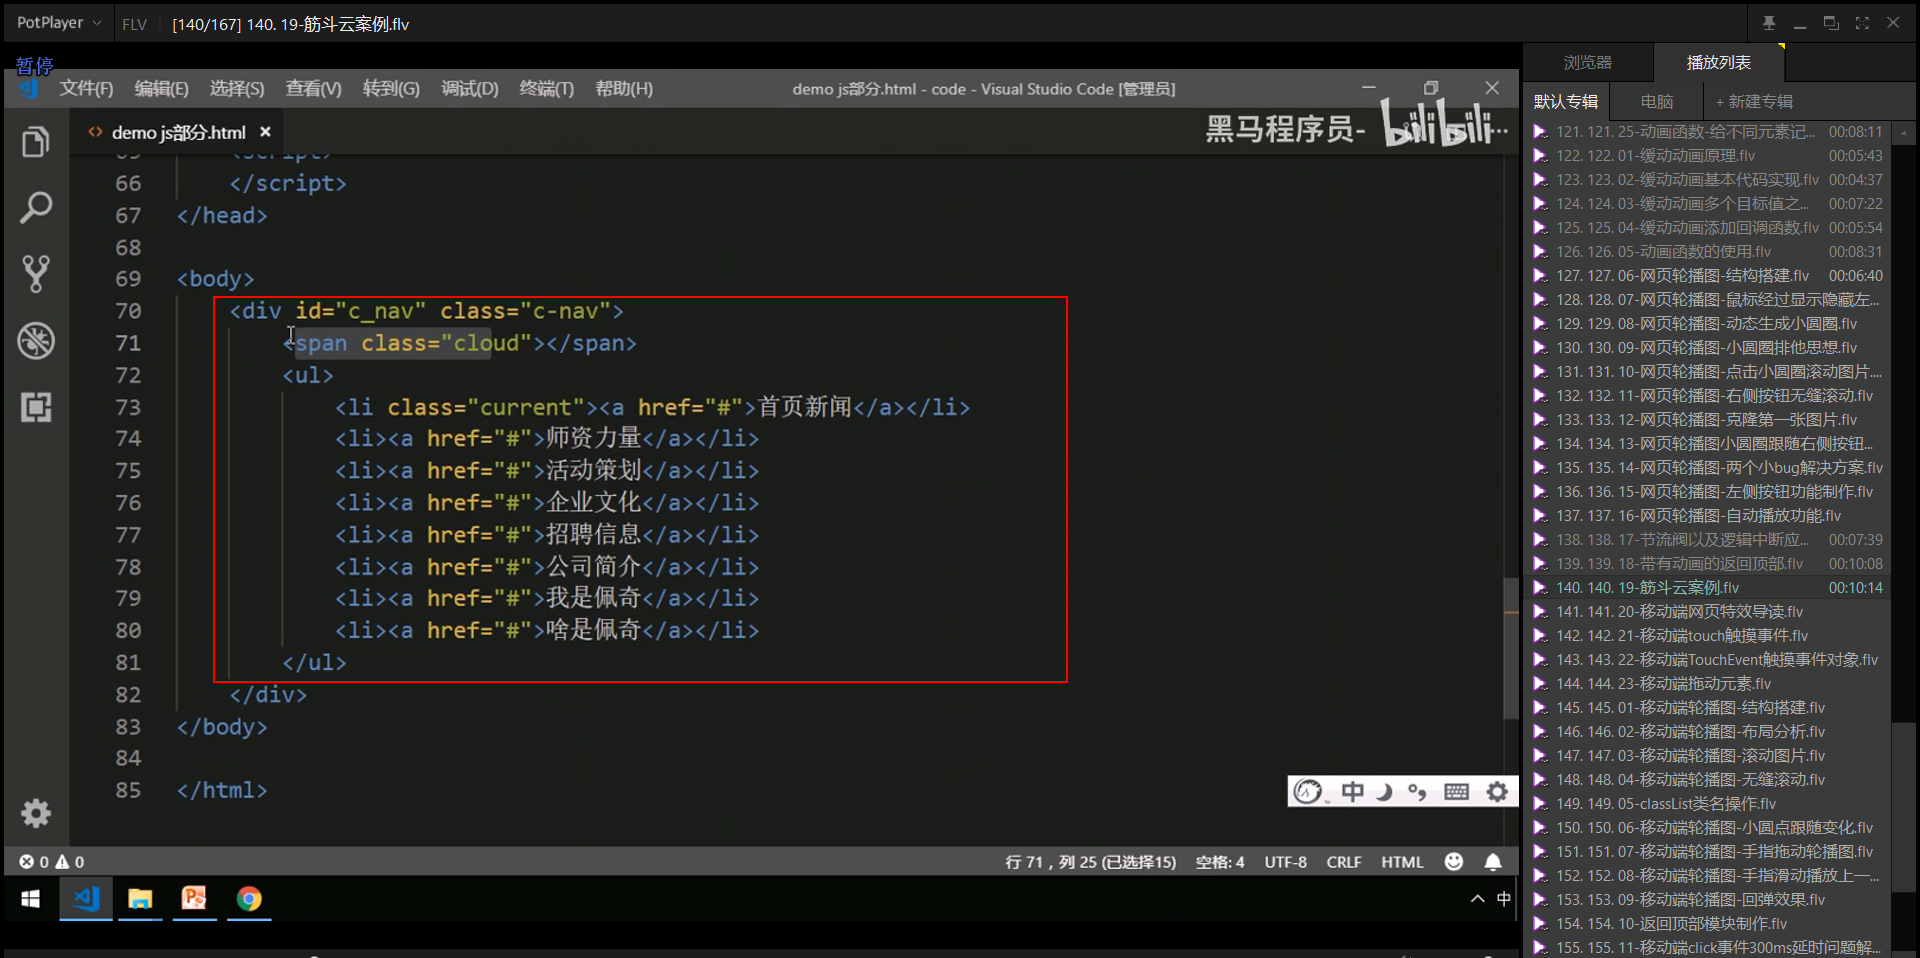 PotPlayer FLV [140/167] 140. 19-筋斗云案例.flv
暂停
文件(F) 编辑(E) 选择(S) 查看(V) 转到(G) 调试(D) 终端(T) 帮助(H) demo js部分.html - code - Visual Studio Code [管理员]
demo js部分.html ×
黑马程序员- bilibili
65 <script>
66 </script>
67 </head>
68
69 <body>
70 <div id="c_nav" class="c-nav">
71 <span class="cloud"></span>
72 <ul>
73 <li class="current"><a href="#">首页新闻</a></li>
74 <li><a href="#">师资力量</a></li>
75 <li><a href="#">活动策划</a></li>
76 <li><a href="#">企业文化</a></li>
77 <li><a href="#">招聘信息</a></li>
78 <li><a href="#">公司简介</a></li>
79 <li><a href="#">我是佩奇</a></li>
80 <li><a href="#">啥是佩奇</a></li>
81 </ul>
82 </div>
83 </body>
84
85 </html>
中
0 0 行 71，列 25 (已选择15) 空格: 4 UTF-8 CRLF HTML
中
浏览器 播放列表
默认专辑 电脑 + 新建专辑
121. 121. 25-动画函数-给不同元素记... 00:08:11
122. 122. 01-缓动动画原理.flv 00:05:43
123. 123. 02-缓动动画基本代码实现.flv 00:04:37
124. 124. 03-缓动动画多个目标值之... 00:07:22
125. 125. 04-缓动动画添加回调函数.flv 00:05:54
126. 126. 05-动画函数的使用.flv 00:08:31
127. 127. 06-网页轮播图-结构搭建.flv 00:06:40
128. 128. 07-网页轮播图-鼠标经过显示隐藏左...
129. 129. 08-网页轮播图-动态生成小圆圈.flv
130. 130. 09-网页轮播图-小圆圈排他思想.flv
131. 131. 10-网页轮播图-点击小圆圈滚动图片....
132. 132. 11-网页轮播图-右侧按钮无缝滚动.flv
133. 133. 12-网页轮播图-克隆第一张图片.flv
134. 134. 13-网页轮播图小圆圈跟随右侧按钮...
135. 135. 14-网页轮播图-两个小bug解决方案.flv
136. 136. 15-网页轮播图-左侧按钮功能制作.flv
137. 137. 16-网页轮播图-自动播放功能.flv
138. 138. 17-节流阀以及逻辑中断应... 00:07:39
139. 139. 18-带有动画的返回顶部.flv 00:10:08
140. 140. 19-筋斗云案例.flv 00:10:14
141. 141. 20-移动端网页特效导读.flv
142. 142. 21-移动端touch触摸事件.flv
143. 143. 22-移动端TouchEvent触摸事件对象.flv
144. 144. 23-移动端拖动元素.flv
145. 145. 01-移动端轮播图-结构搭建.flv
146. 146. 02-移动端轮播图-布局分析.flv
147. 147. 03-移动端轮播图-滚动图片.flv
148. 148. 04-移动端轮播图-无缝滚动.flv
149. 149. 05-classList类名操作.flv
150. 150. 06-移动端轮播图-小圆点跟随变化.flv
151. 151. 07-移动端轮播图-手指拖动轮播图.flv
152. 152. 08-移动端轮播图-手指滑动播放上一...
153. 153. 09-移动端轮播图-回弹效果.flv
154. 154. 10-返回顶部模块制作.flv
155. 155. 11-移动端click事件300ms延时问题解...